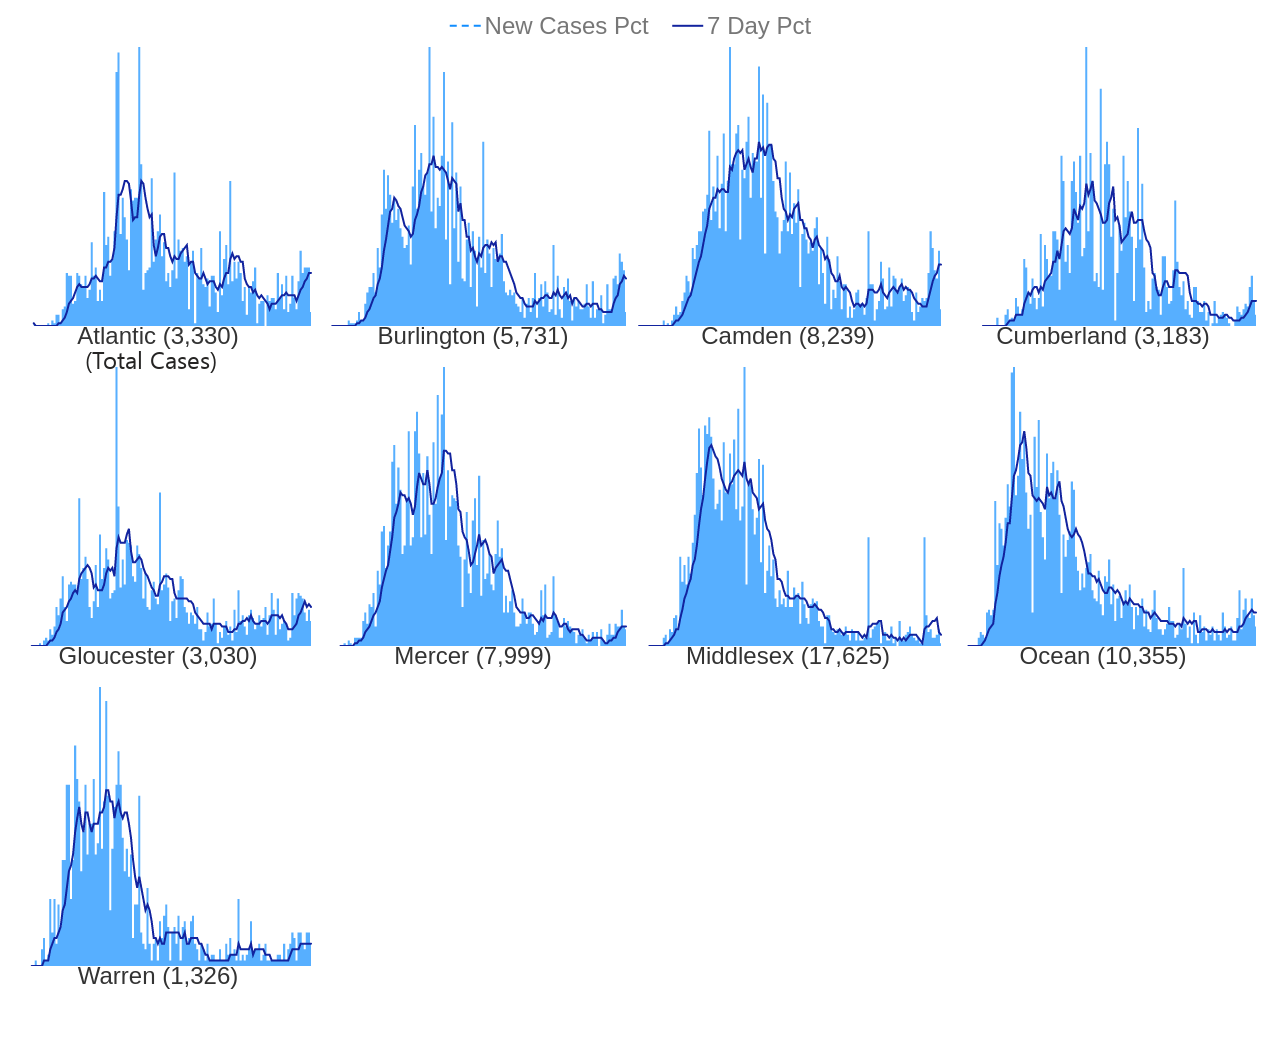 New Cases Pct 7 Day Pct
Atlantic (3,330) Burlington (5,731) Camden (8,239) Cumberland (3,183)
(Total Cases)
Gloucester (3,030) Mercer (7,999) Middlesex (17,625) Ocean (10,355)
Warren (1,326)